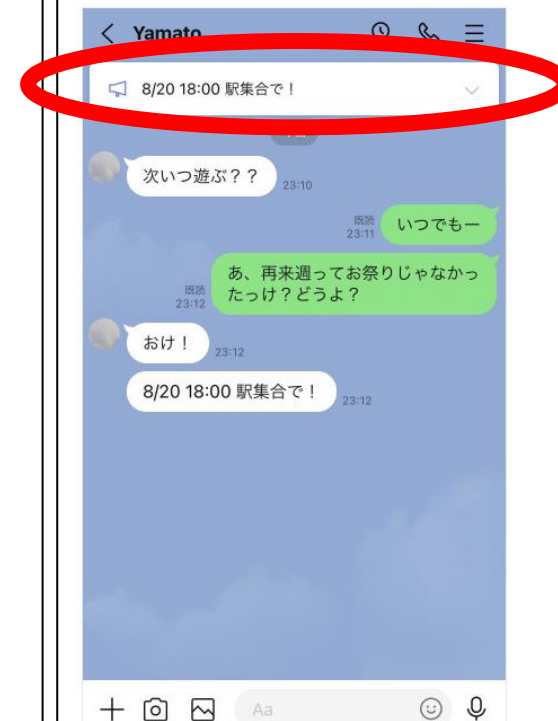 Yamato
8/20 18:00 駅集合で！
次いつ遊ぶ？？
23:10
既読
23:11
いつでもー
あ、再来週ってお祭りじゃなかっ
たっけ？どうよ？
既読
23:12
おけ！
23:12
8/20 18:00 駅集合で！
23:12
Aa